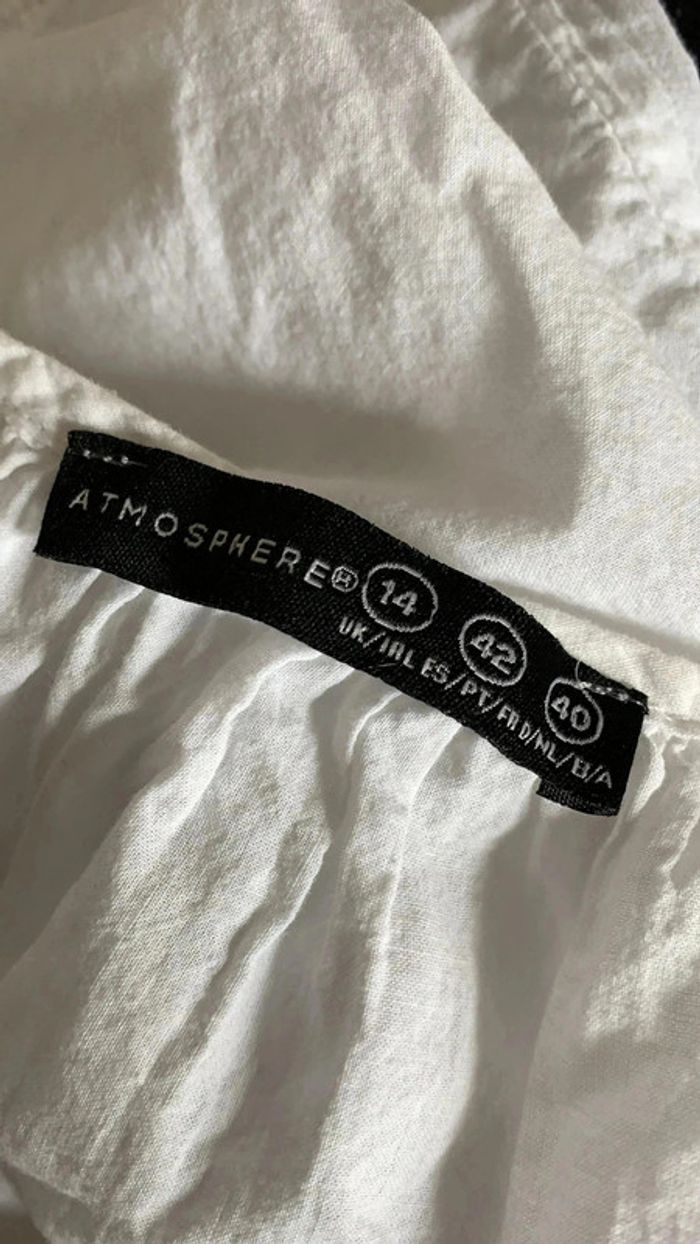 ATMOSPHERE® 14 42 40
UK/IRL ES/PT/FR D/NL/B/A